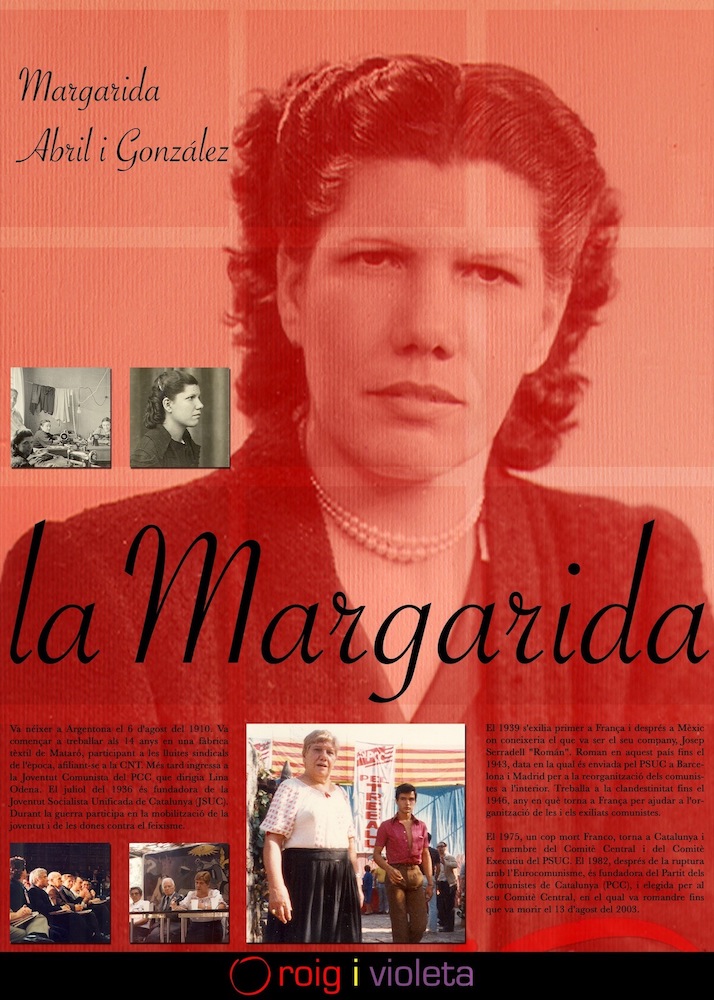 Margarida
Abril i González
la Margarida
Va néixer a Argentona el 6 d'agost del 1910. Va
començar a treballar als 14 anys en una fàbrica
tèxtil de Mataró, participant a les lluites sindicals
de l'època, afiliant-se a la CNT. Més tard ingressa a
la Joventut Comunista del PCC que dirigia Lina
Odena. El juliol del 1936 és fundadora de la
Joventut Socialista Unificada de Catalunya (JSUC).
Durant la guerra participa en la mobilització de la
joventut i de les dones contra el feixisme.
El 1939 s'exilia primer a França i després a Mèxic
on coneixeria el que va ser el seu company, Josep
Serradell "Román". Roman en aquest país fins el
1943, data en la qual és enviada pel PSUC a Barce-
lona i Madrid per a la reorganització dels comunis-
tes a l'interior. Treballa a la clandestinitat fins el
1946, any en què torna a França per ajudar a l'or-
ganització de les i els exiliats comunistes.
El 1975, un cop mort Franco, torna a Catalunya i
és membre del Comitè Central i del Comitè
Executiu del PSUC. El 1982, després de la ruptura
amb l'Eurocomunisme, és fundadora del Partit dels
Comunistes de Catalunya (PCC), i elegida per al
seu Comitè Central, en el qual va romandre fins
que va morir el 13 d'agost del 2003.
roig i violeta